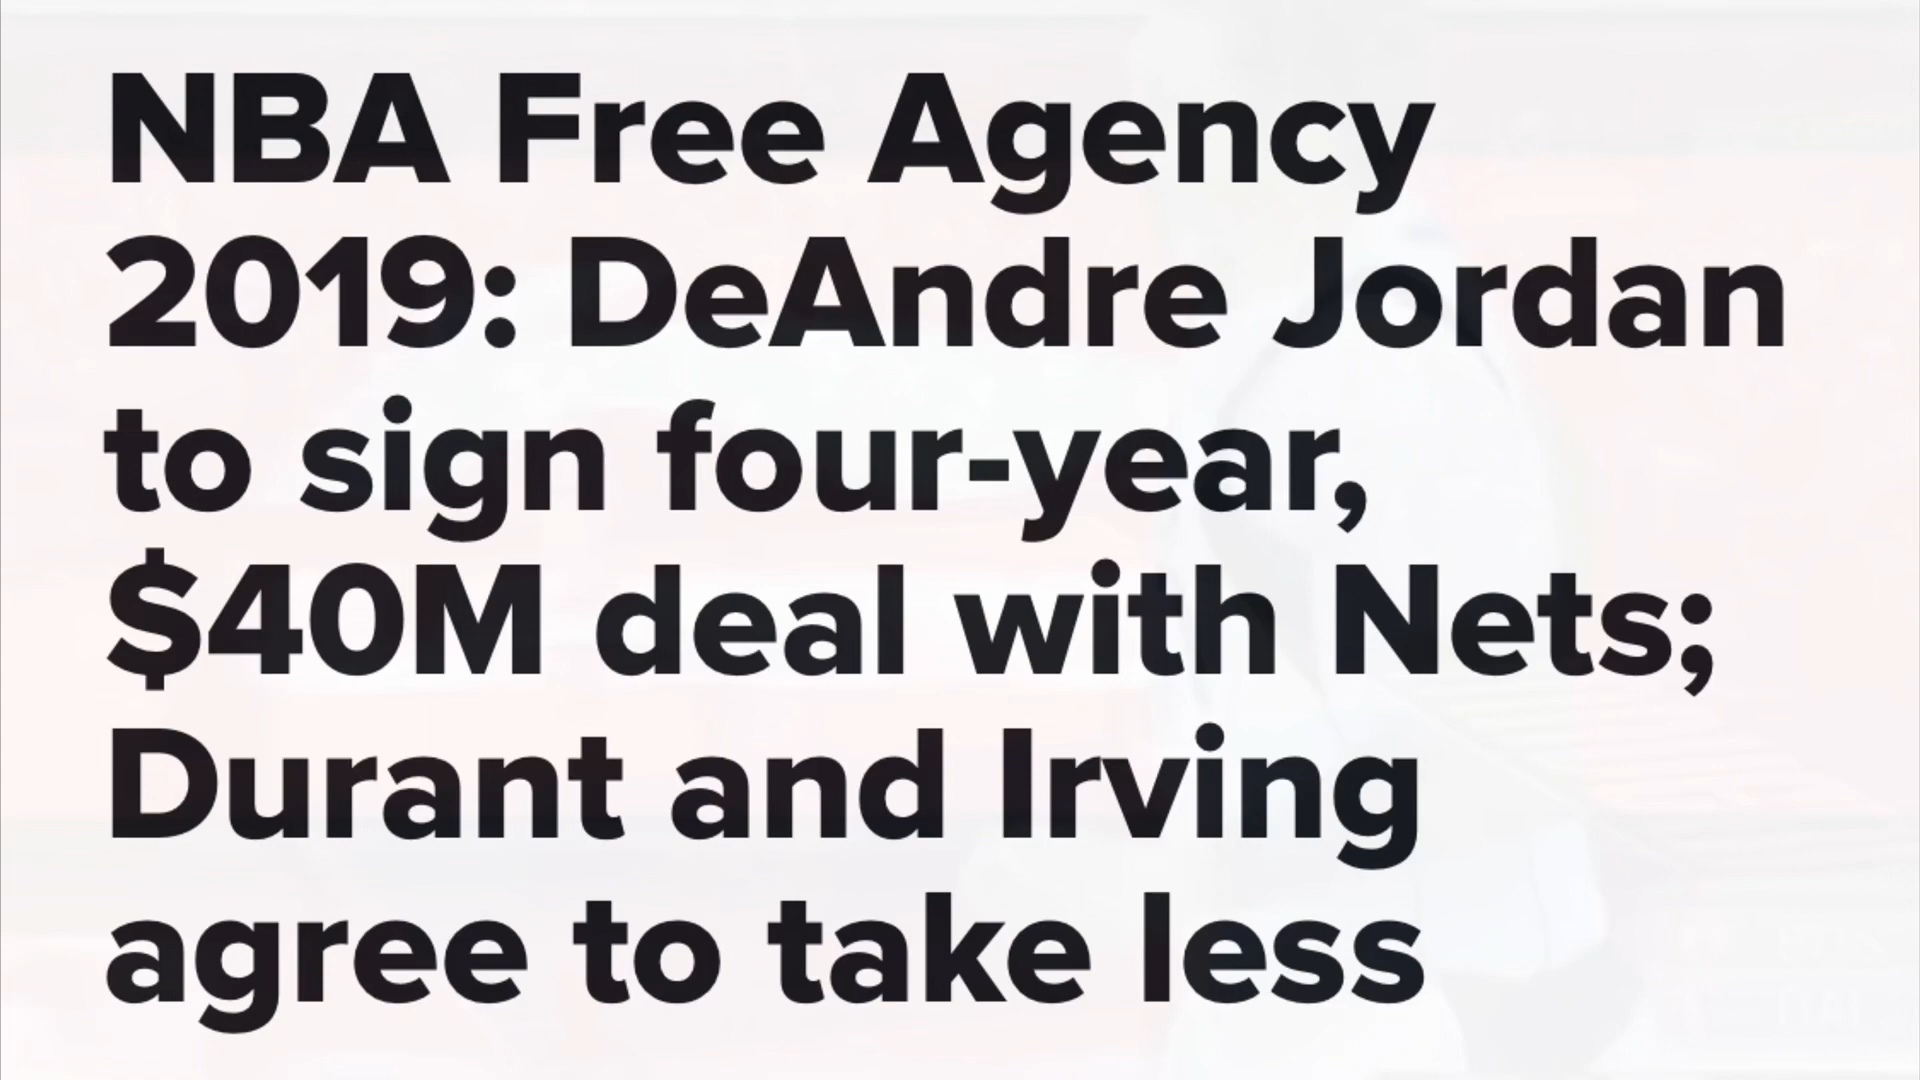 NBA Free Agency
2019: DeAndre Jordan
to sign four-year,
$40M deal with Nets;
Durant and Irving
agree to take less